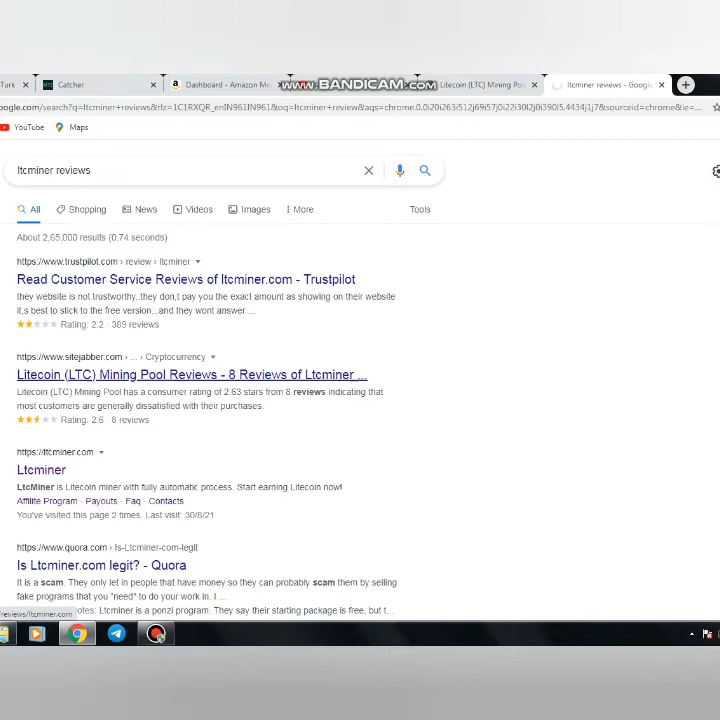 Turk Catcher Dashboard - Amazon Me WWW.BANDICAM.COM Litecoin (LTC) Mining Poo ltcminer reviews - Google
ogle.com/search?q=ltcminer+reviews&rlz=1C1RXQR_enIN961IN961&oq=ltcminer+review&aqs=chrome.0.0i20i263i512j69i57j0i22i30l2j0i390l5.4434j1j7&sourceid=chrome&ie=...
YouTube Maps
ltcminer reviews
All Shopping News Videos Images More Tools
About 2,65,000 results (0.74 seconds)
https://www.trustpilot.com › review › ltcminer
Read Customer Service Reviews of ltcminer.com - Trustpilot
they website is not trustworthy..they don,t pay you the exact amount as showing on their website
it,s best to stick to the free version...and they wont answer ...
Rating: 2.2 · 389 reviews
https://www.sitejabber.com › ... › Cryptocurrency
Litecoin (LTC) Mining Pool Reviews - 8 Reviews of Ltcminer ...
Litecoin (LTC) Mining Pool has a consumer rating of 2.63 stars from 8 reviews indicating that
most customers are generally dissatisfied with their purchases.
Rating: 2.6 · 8 reviews
https://ltcminer.com
Ltcminer
LtcMiner is Litecoin miner with fully automatic process. Start earning Litecoin now!
Affilite Program · Payouts · Faq · Contacts
You've visited this page 2 times. Last visit: 30/8/21
https://www.quora.com › Is-Ltcminer-com-legit
Is Ltcminer.com legit? - Quora
It is a scam. They only let in people that have money so they can probably scam them by selling
fake programs that you "need" to do your work in. I ...
/reviews/ltcminer.com otes: Ltcminer is a ponzi program. They say their starting package is free, but t...